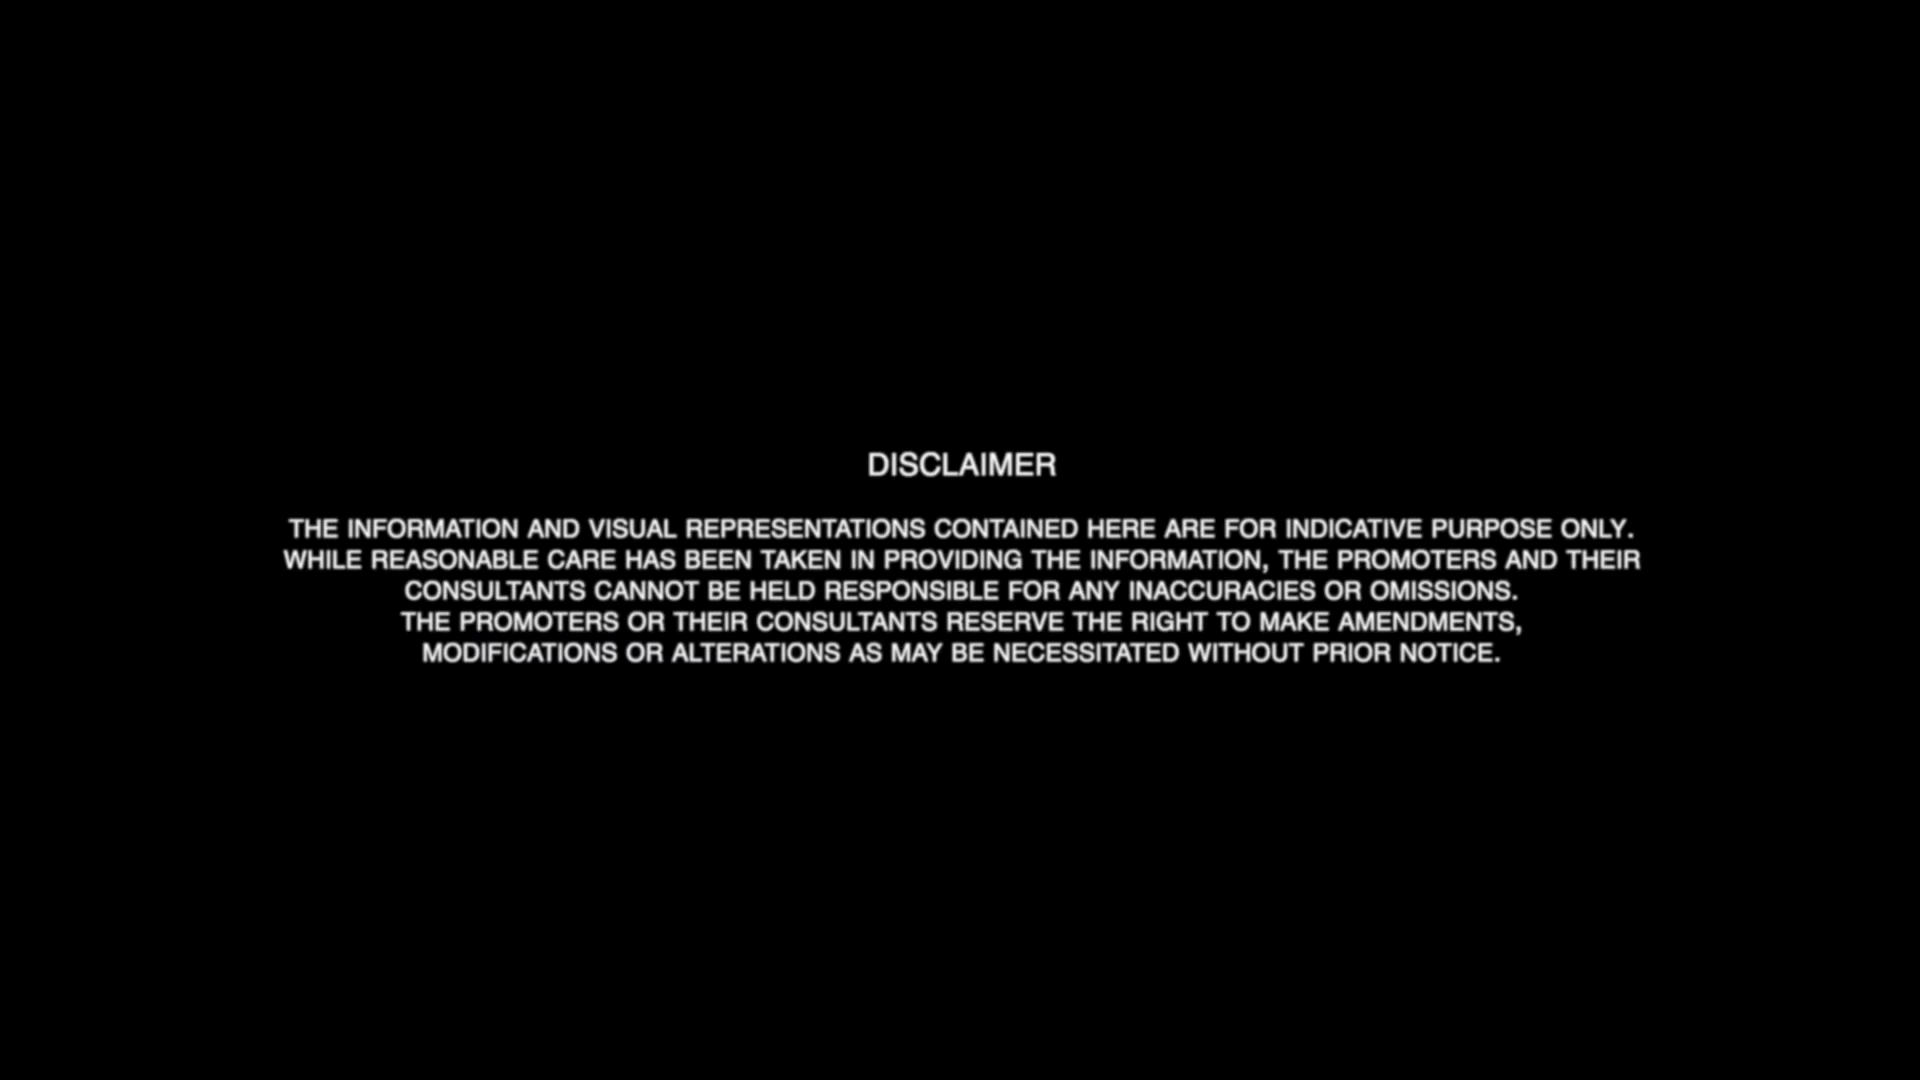 DISCLAIMER
THE INFORMATION AND VISUAL REPRESENTATIONS CONTAINED HERE ARE FOR INDICATIVE PURPOSE ONLY.
WHILE REASONABLE CARE HAS BEEN TAKEN IN PROVIDING THE INFORMATION, THE PROMOTERS AND THEIR
CONSULTANTS CANNOT BE HELD RESPONSIBLE FOR ANY INACCURACIES OR OMISSIONS.
THE PROMOTERS OR THEIR CONSULTANTS RESERVE THE RIGHT TO MAKE AMENDMENTS,
MODIFICATIONS OR ALTERATIONS AS MAY BE NECESSITATED WITHOUT PRIOR NOTICE.